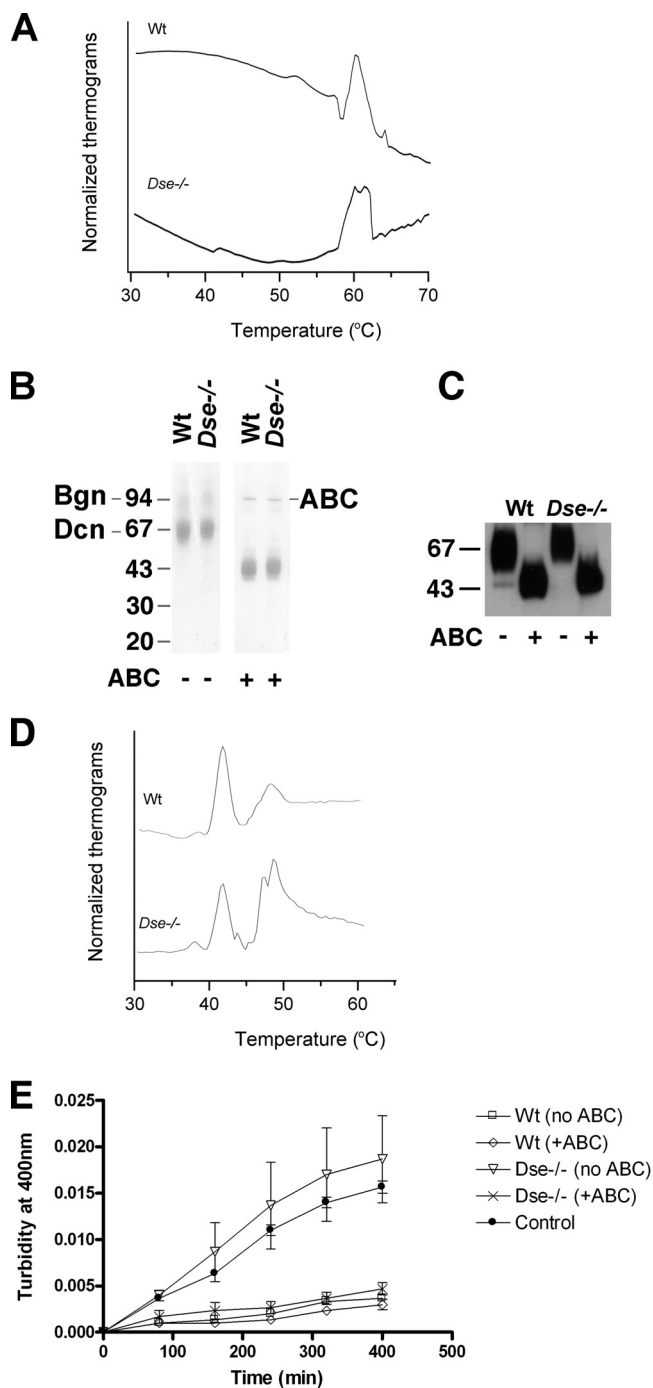 A
Wt
Dse-/-
Normalized thermograms
30 40 50 60 70
Temperature (°C)
B
Wt
Dse-/-
Wt
Dse-/-
Bgn - 94 - - ABC
Dcn - 67 -
43 -
30 -
20 -
ABC - - + +
C
Wt Dse-/-
67 —
43 —
ABC - + - +
D
Wt
Dse-/-
Normalized thermograms
30 40 50 60
Temperature (°C)
E
0.025
0.020
0.015
0.010
0.005
0.000
Turbidity at 400nm
0 100 200 300 400 500
Time (min)
Wt (no ABC)
Wt (+ABC)
Dse-/- (no ABC)
Dse-/- (+ABC)
Control